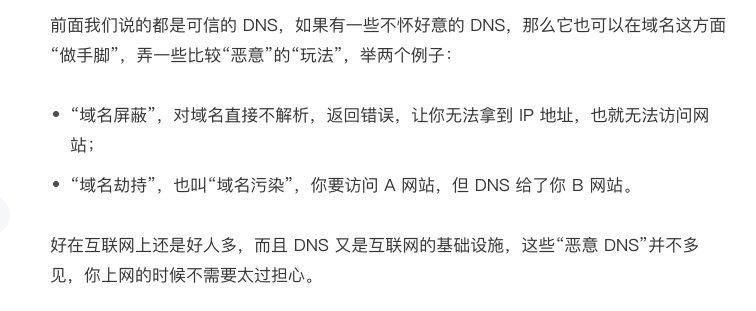 前面我们说的都是可信的 DNS，如果有一些不怀好意的 DNS，那么它也可以在域名这方面
“做手脚”，弄一些比较“恶意”的“玩法”，举两个例子：
• “域名屏蔽”，对域名直接不解析，返回错误，让你无法拿到 IP 地址，也就无法访问网
站；
• “域名劫持”，也叫“域名污染”，你要访问 A 网站，但 DNS 给了你 B 网站。
好在互联网上还是好人多，而且 DNS 又是互联网的基础设施，这些“恶意 DNS”并不多
见，你上网的时候不需要太过担心。